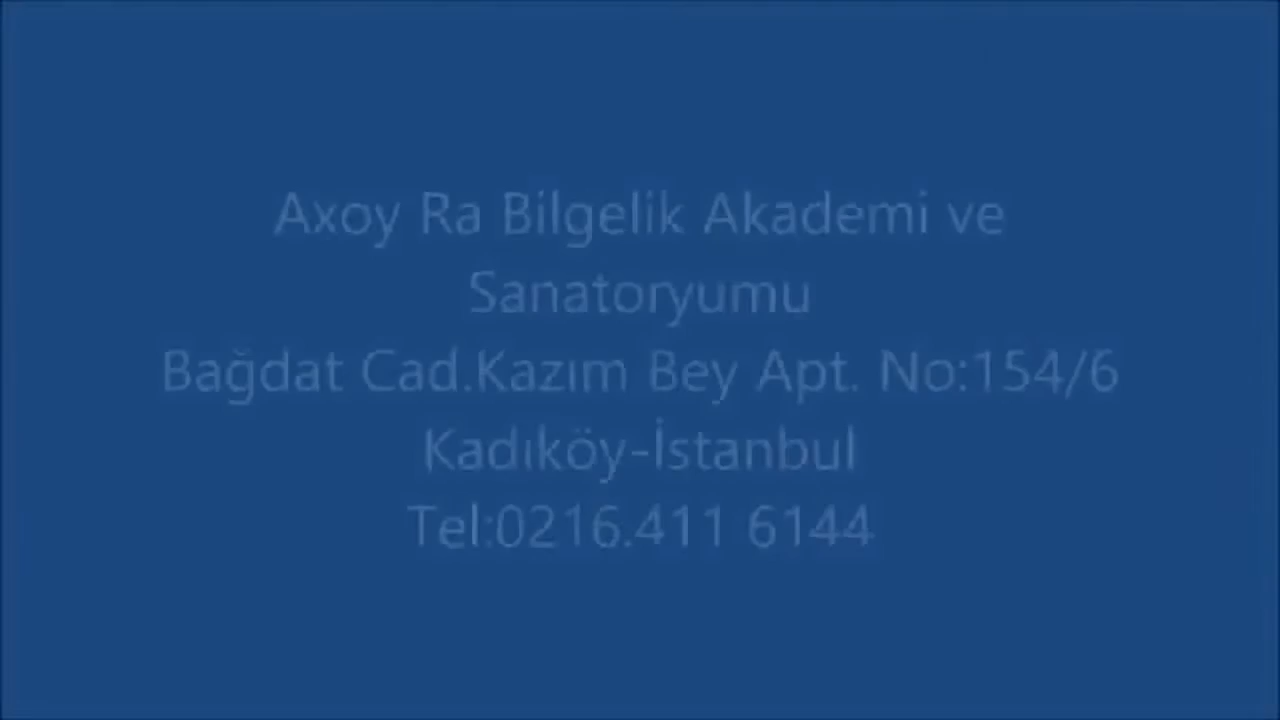 Axoy Ra Bilgelik Akademi ve
Sanatoryumu
Bağdat Cad.Kazım Bey Apt. No:154/6
Kadıköy-İstanbul
Tel:0216.411 6144